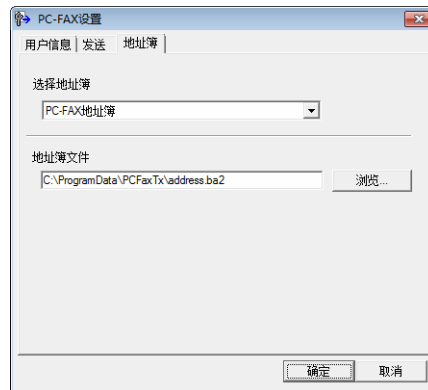 PC-FAX设置
用户信息 发送 地址簿
选择地址簿
PC-FAX地址簿
地址簿文件
C:\ProgramData\PCFaxTx\address.ba2 浏览...
确定 取消